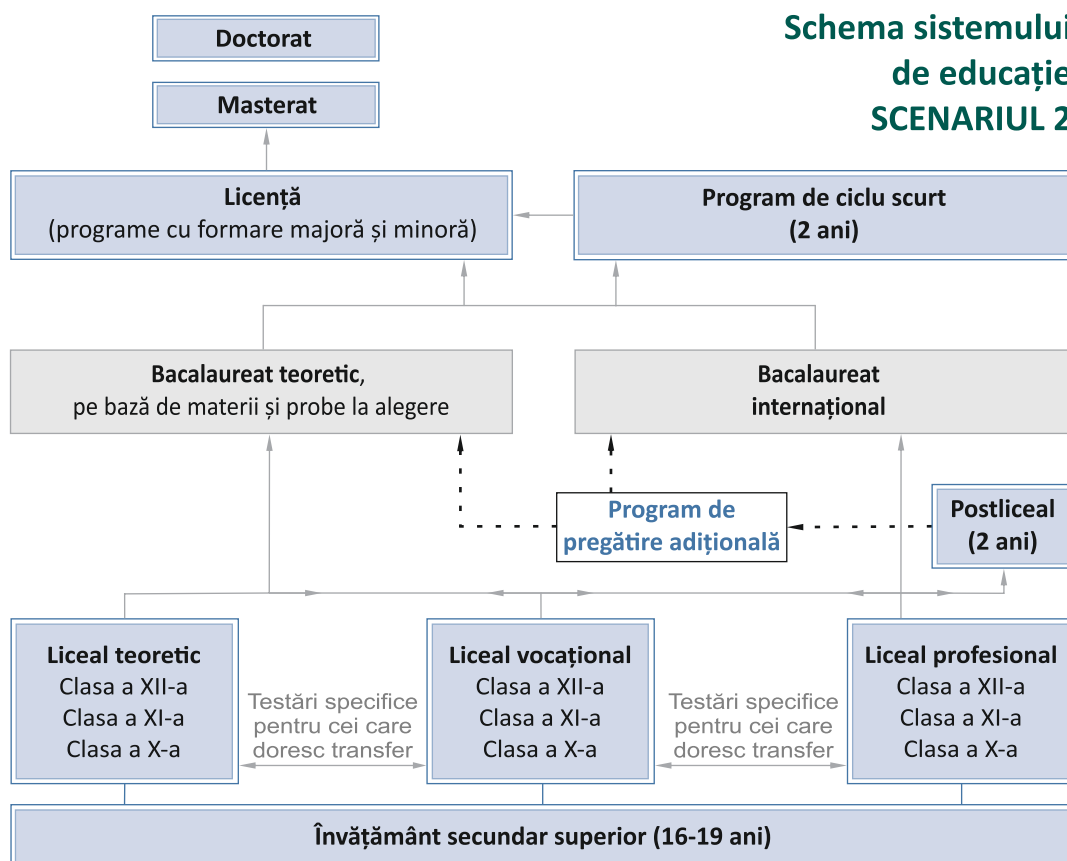 Schema sistemului
de educație
SCENARIUL 2
Doctorat
Masterat
Licență
(programe cu formare majoră și minoră)
Program de ciclu scurt
(2 ani)
Bacalaureat teoretic,
pe bază de materii și probe la alegere
Bacalaureat
internațional
Program de
pregătire adițională
Postliceal
(2 ani)
Liceal teoretic
Clasa a XII-a
Clasa a XI-a
Clasa a X-a
Testări specifice
pentru cei care
doresc transfer
Liceal vocațional
Clasa a XII-a
Clasa a XI-a
Clasa a X-a
Testări specifice
pentru cei care
doresc transfer
Liceal profesional
Clasa a XII-a
Clasa a XI-a
Clasa a X-a
Învățământ secundar superior (16-19 ani)